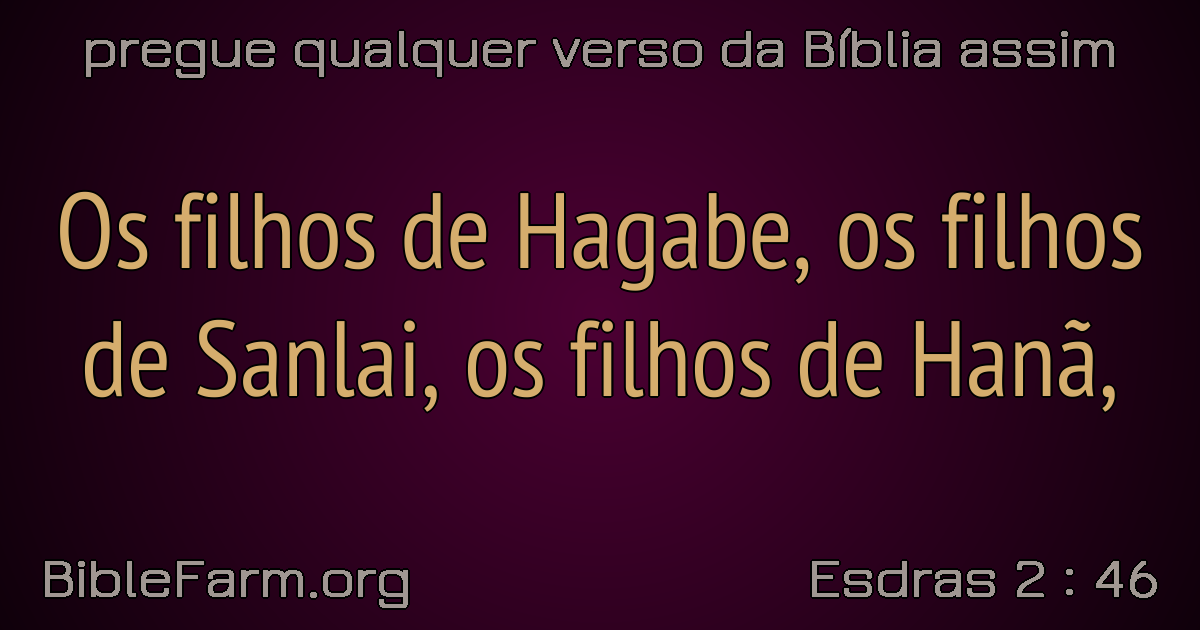 pregue qualquer verso da Bíblia assim
Os filhos de Hagabe, os filhos
de Sanlai, os filhos de Hanã,
BibleFarm.org
Esdras 2 : 46